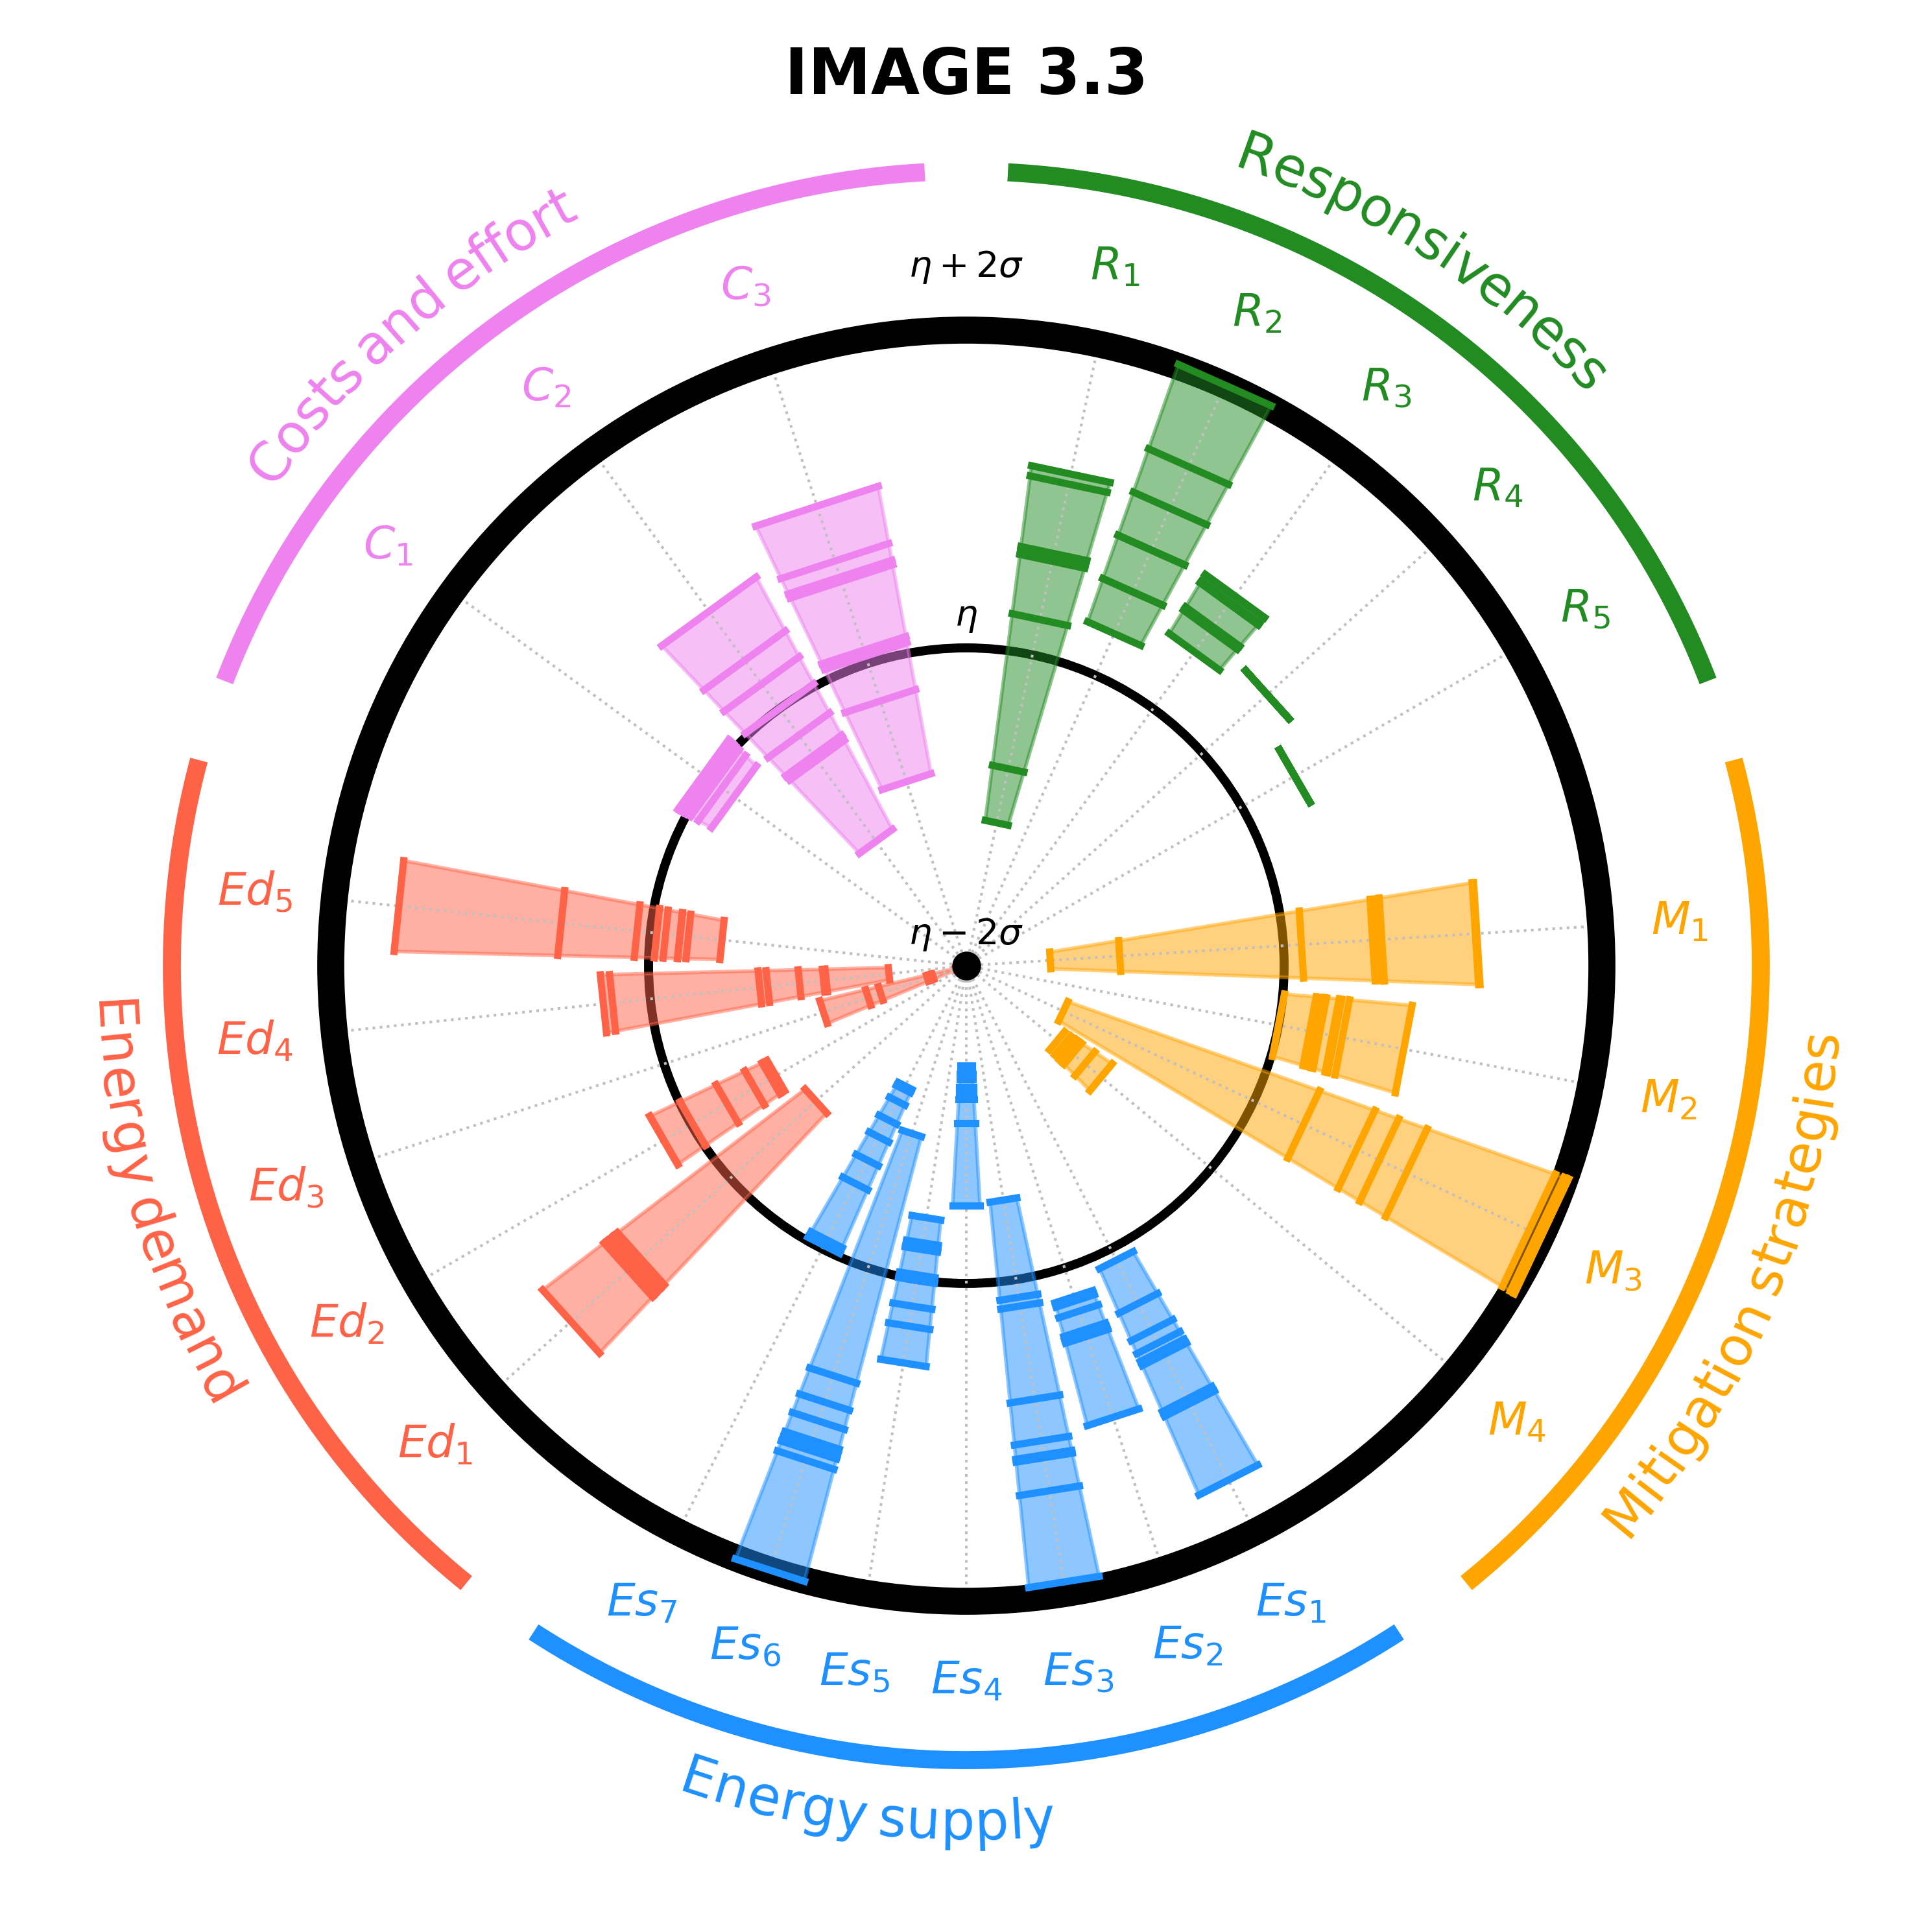 IMAGE 3.3
Responsiveness
Costs and effort
η + 2σ
R₁
C₃
R₂
C₂
R₃
R₄
C₁
R₅
η
Ed₅
M₁
η − 2σ
Ed₄
M₂
Ed₃
M₃
Ed₂
M₄
Ed₁
Energy demand
Mitigation strategies
Es₇
Es₆
Es₅
Es₄
Es₃
Es₂
Es₁
Energy supply